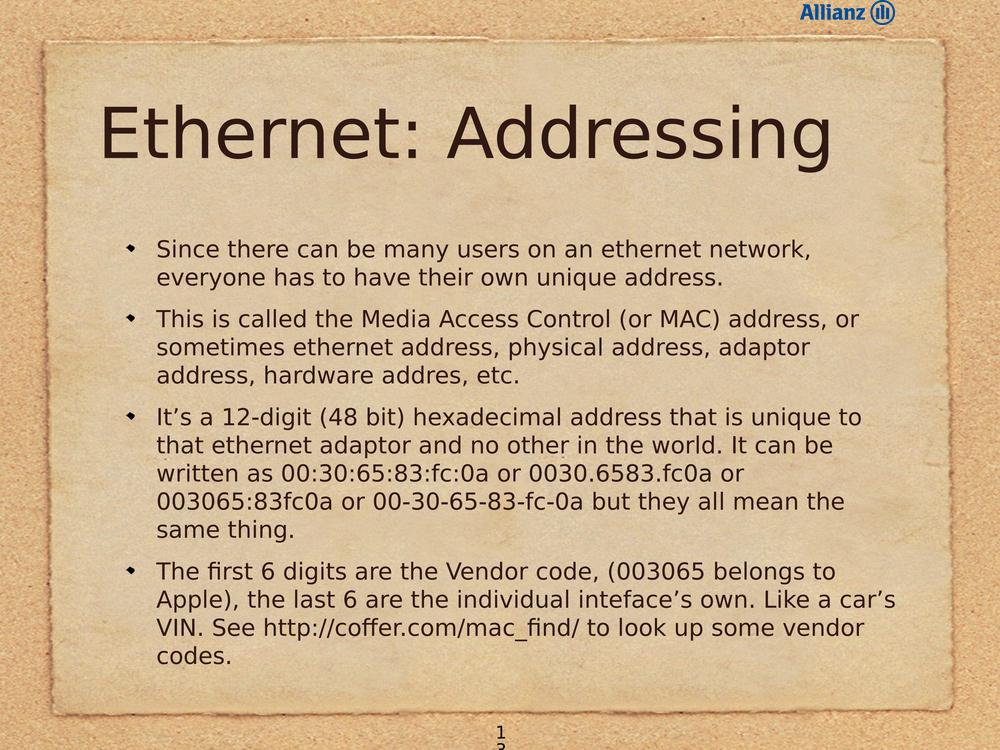 Allianz
Ethernet: Addressing
Since there can be many users on an ethernet network,
everyone has to have their own unique address.
This is called the Media Access Control (or MAC) address, or
sometimes ethernet address, physical address, adaptor
address, hardware addres, etc.
It’s a 12-digit (48 bit) hexadecimal address that is unique to
that ethernet adaptor and no other in the world. It can be
written as 00:30:65:83:fc:0a or 0030.6583.fc0a or
003065:83fc0a or 00-30-65-83-fc-0a but they all mean the
same thing.
The first 6 digits are the Vendor code, (003065 belongs to
Apple), the last 6 are the individual inteface’s own. Like a car’s
VIN. See http://coffer.com/mac_find/ to look up some vendor
codes.
1